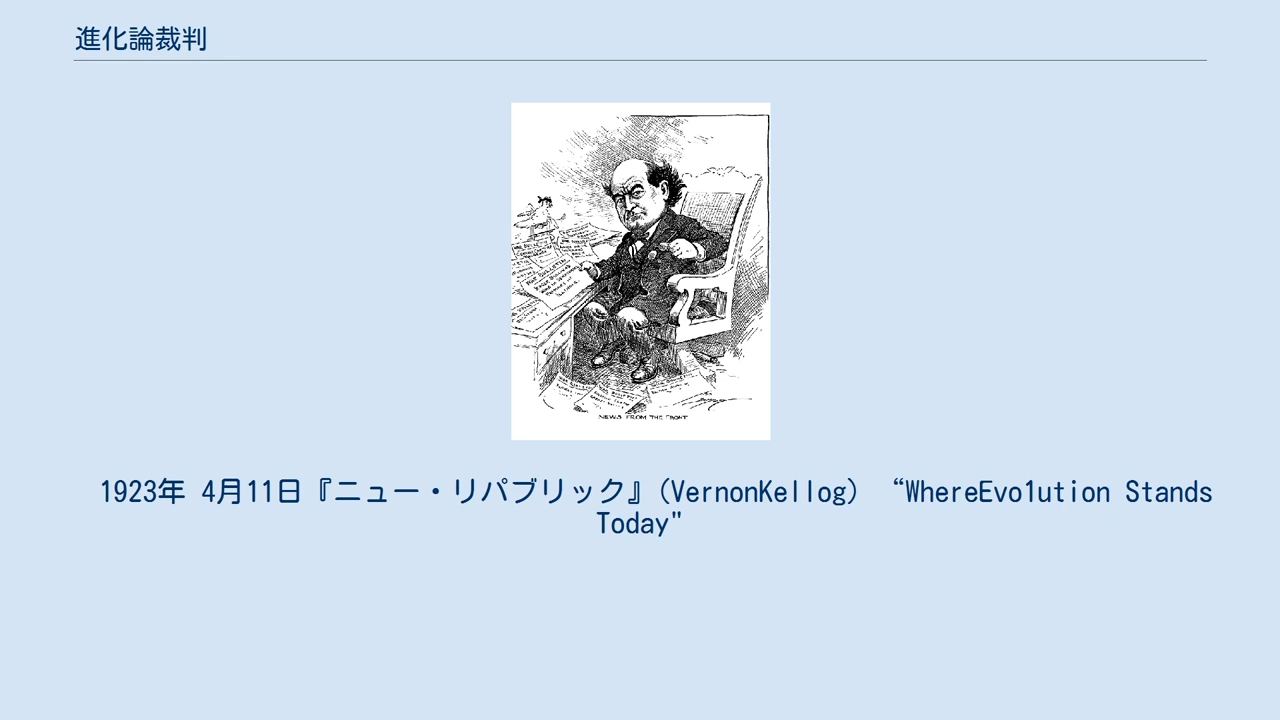 進化論裁判
NEWS FROM THE FRONT
1923年 4月11日『ニュー・リパブリック』(VernonKellog) “WhereEvo1ution Stands
Today"